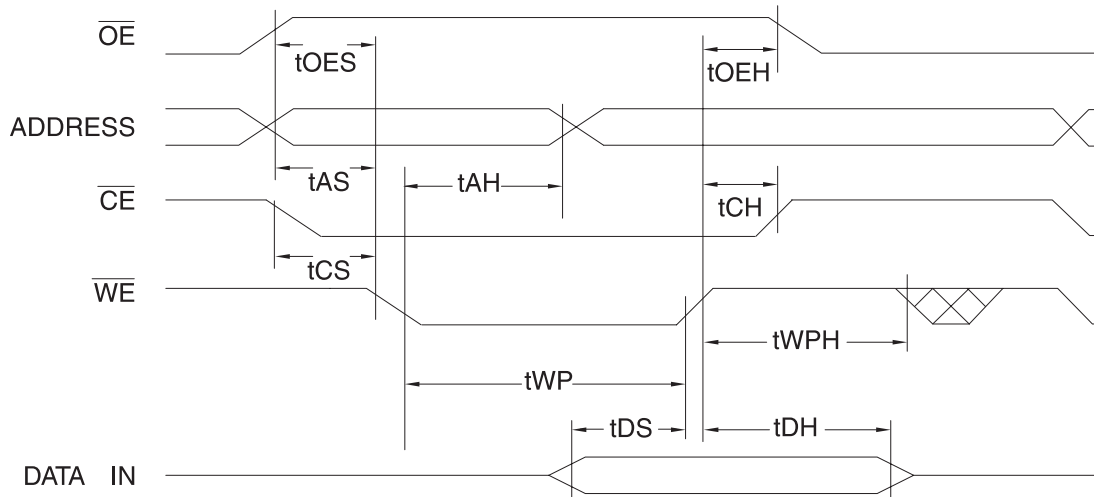 OE
tOES
tOEH
ADDRESS
tAS
tAH
CE
tCH
tCS
WE
tWPH
tWP
tDS
tDH
DATA IN